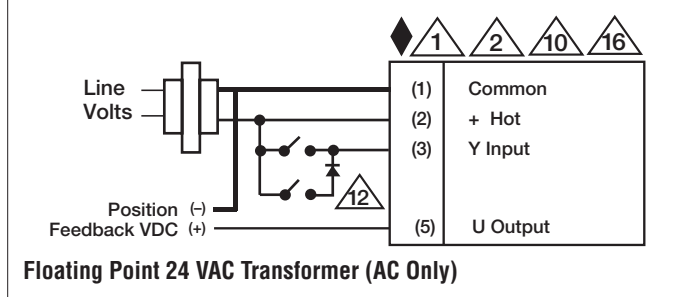 1 2 10 16
Line
Volts
(1) Common
(2) + Hot
(3) Y Input
12
Position (–)
Feedback VDC (+)
(5) U Output
Floating Point 24 VAC Transformer (AC Only)